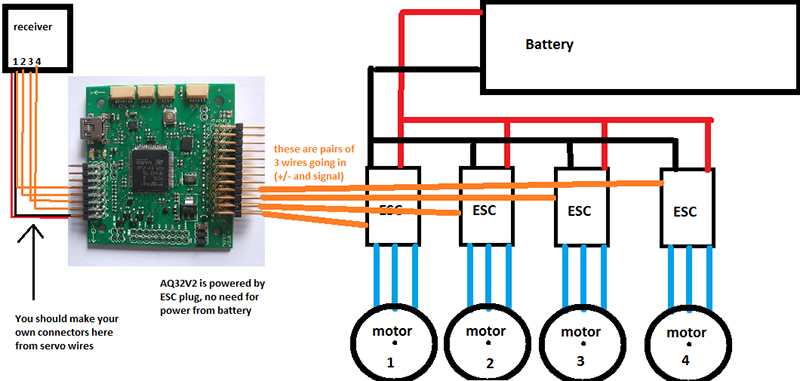 receiver
1 2 3 4
Battery
these are pairs of
3 wires going in
(+/- and signal)
ESC
ESC
ESC
ESC
AQ32V2 is powered by
ESC plug, no need for
power from battery
You should make your
own connectors here
from servo wires
motor
1
motor
2
motor
3
motor
4